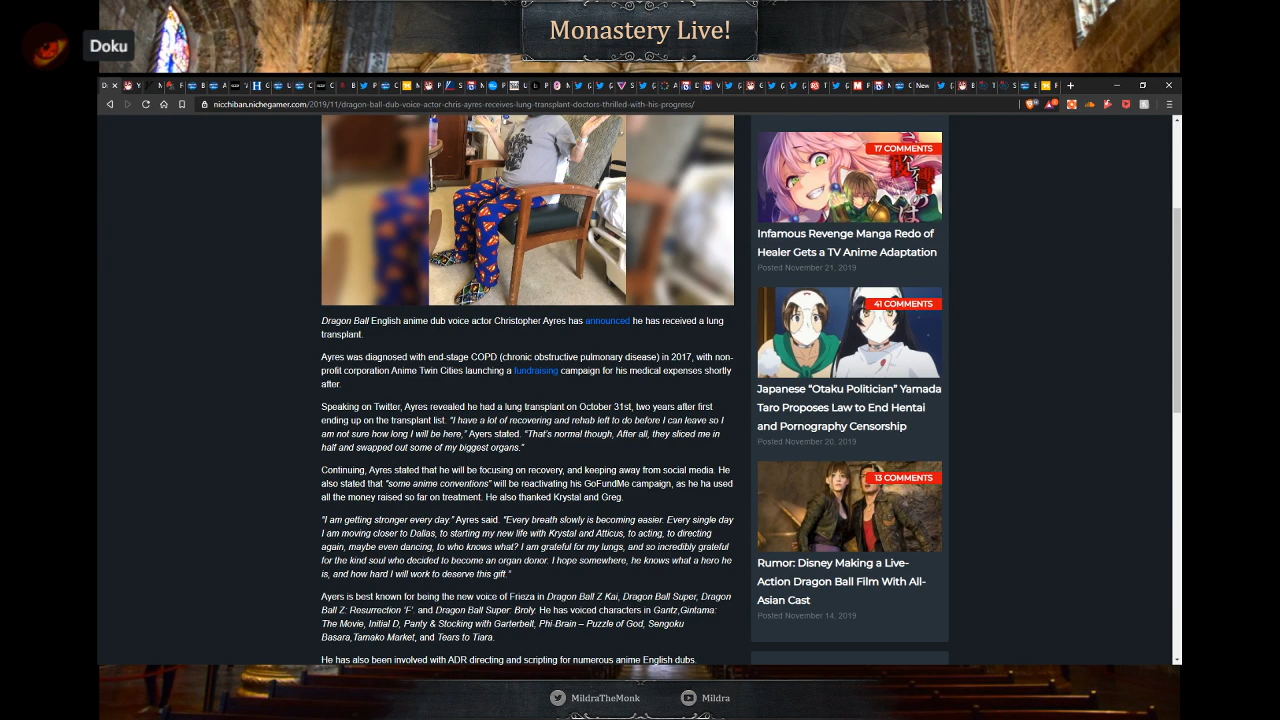 Monastery Live!
Doku
nicchiban.nichegamer.com/2019/11/dragon-ball-dub-voice-actor-chris-ayres-receives-lung-transplant-doctors-thrilled-with-his-progress/
Dragon Ball English anime dub voice actor Christopher Ayres has announced he has received a lung
transplant.
Ayres was diagnosed with end-stage COPD (chronic obstructive pulmonary disease) in 2017, with non-
profit corporation Anime Twin Cities launching a fundraising campaign for his medical expenses shortly
after.
Speaking on Twitter, Ayres revealed he had a lung transplant on October 31st, two years after first
ending up on the transplant list. "I have a lot of recovering and rehab left to do before I can leave so I
am not sure how long I will be here," Ayers stated. "That's normal though, After all, they sliced me in
half and swapped out some of my biggest organs."
Continuing, Ayres stated that he will be focusing on recovery, and keeping away from social media. He
also stated that "some anime conventions" will be reactivating his GoFundMe campaign, as he ha used
all the money raised so far on treatment. He also thanked Krystal and Greg.
"I am getting stronger every day." Ayres said. "Every breath slowly is becoming easier. Every single day
I am moving closer to Dallas, to starting my new life with Krystal and Atticus, to acting, to directing
again, maybe even dancing, to who knows what? I am grateful for my lungs, and so incredibly grateful
for the kind soul who decided to become an organ donor. I hope somewhere, he knows what a hero he
is, and how hard I will work to deserve this gift."
Ayers is best known for being the new voice of Frieza in Dragon Ball Z Kai, Dragon Ball Super, Dragon
Ball Z: Resurrection 'F'. and Dragon Ball Super: Broly. He has voiced characters in Gantz,Gintama:
The Movie, Initial D, Panty & Stocking with Garterbelt, Phi-Brain – Puzzle of God, Sengoku
Basara,Tamako Market, and Tears to Tiara.
He has also been involved with ADR directing and scripting for numerous anime English dubs.
17 COMMENTS
Infamous Revenge Manga Redo of
Healer Gets a TV Anime Adaptation
Posted November 21, 2019
41 COMMENTS
Japanese "Otaku Politician" Yamada
Taro Proposes Law to End Hentai
and Pornography Censorship
Posted November 20, 2019
13 COMMENTS
Rumor: Disney Making a Live-
Action Dragon Ball Film With All-
Asian Cast
Posted November 14, 2019
MildraTheMonk
Mildra